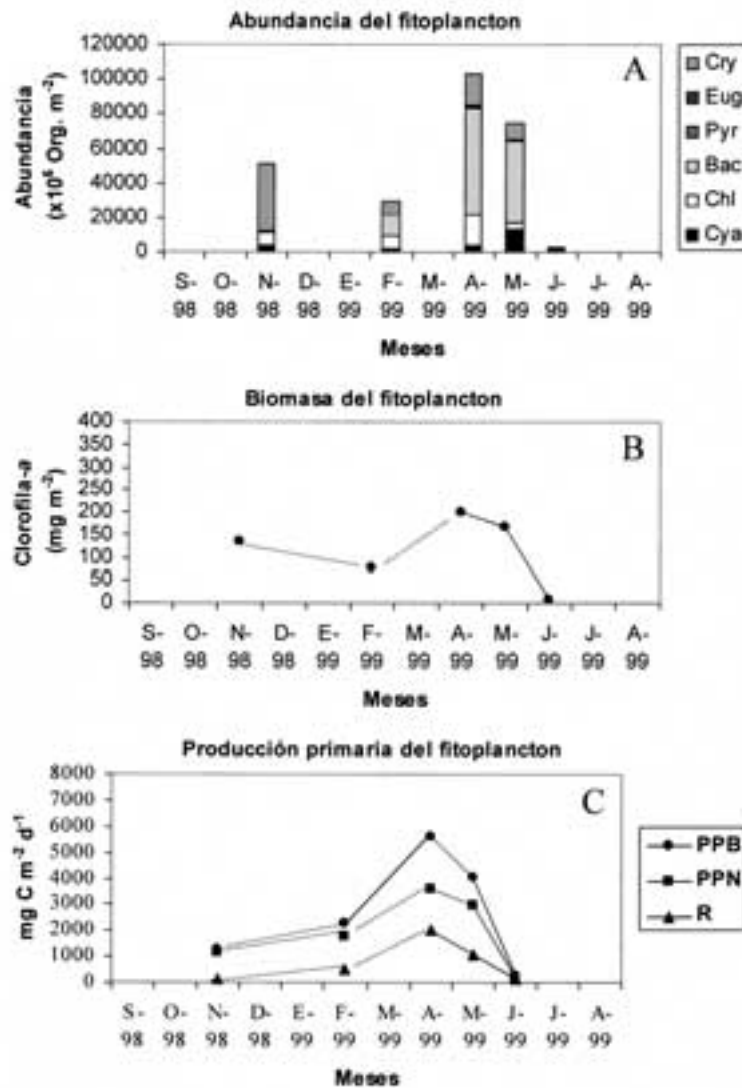 Abundancia del fitoplancton
A
Abundancia
(x10⁶ Org. m⁻²)
120000
100000
80000
60000
40000
20000
0
S- O- N- D- E- F- M- A- M- J- J- A-
98 98 98 98 99 99 99 99 99 99 99 99
Meses
Cry
Eug
Pyr
Bac
Chl
Cya
Biomasa del fitoplancton
B
Clorofila-a
(mg m⁻²)
400
350
300
250
200
150
100
50
0
S- O- N- D- E- F- M- A- M- J- J- A-
98 98 98 98 99 99 99 99 99 99 99 99
Meses
Producción primaria del fitoplancton
C
mg C m⁻² d⁻¹
8000
7000
6000
5000
4000
3000
2000
1000
0
S- O- N- D- E- F- M- A- M- J- J- A-
98 98 98 98 99 99 99 99 99 99 99 99
Meses
PPB
PPN
R